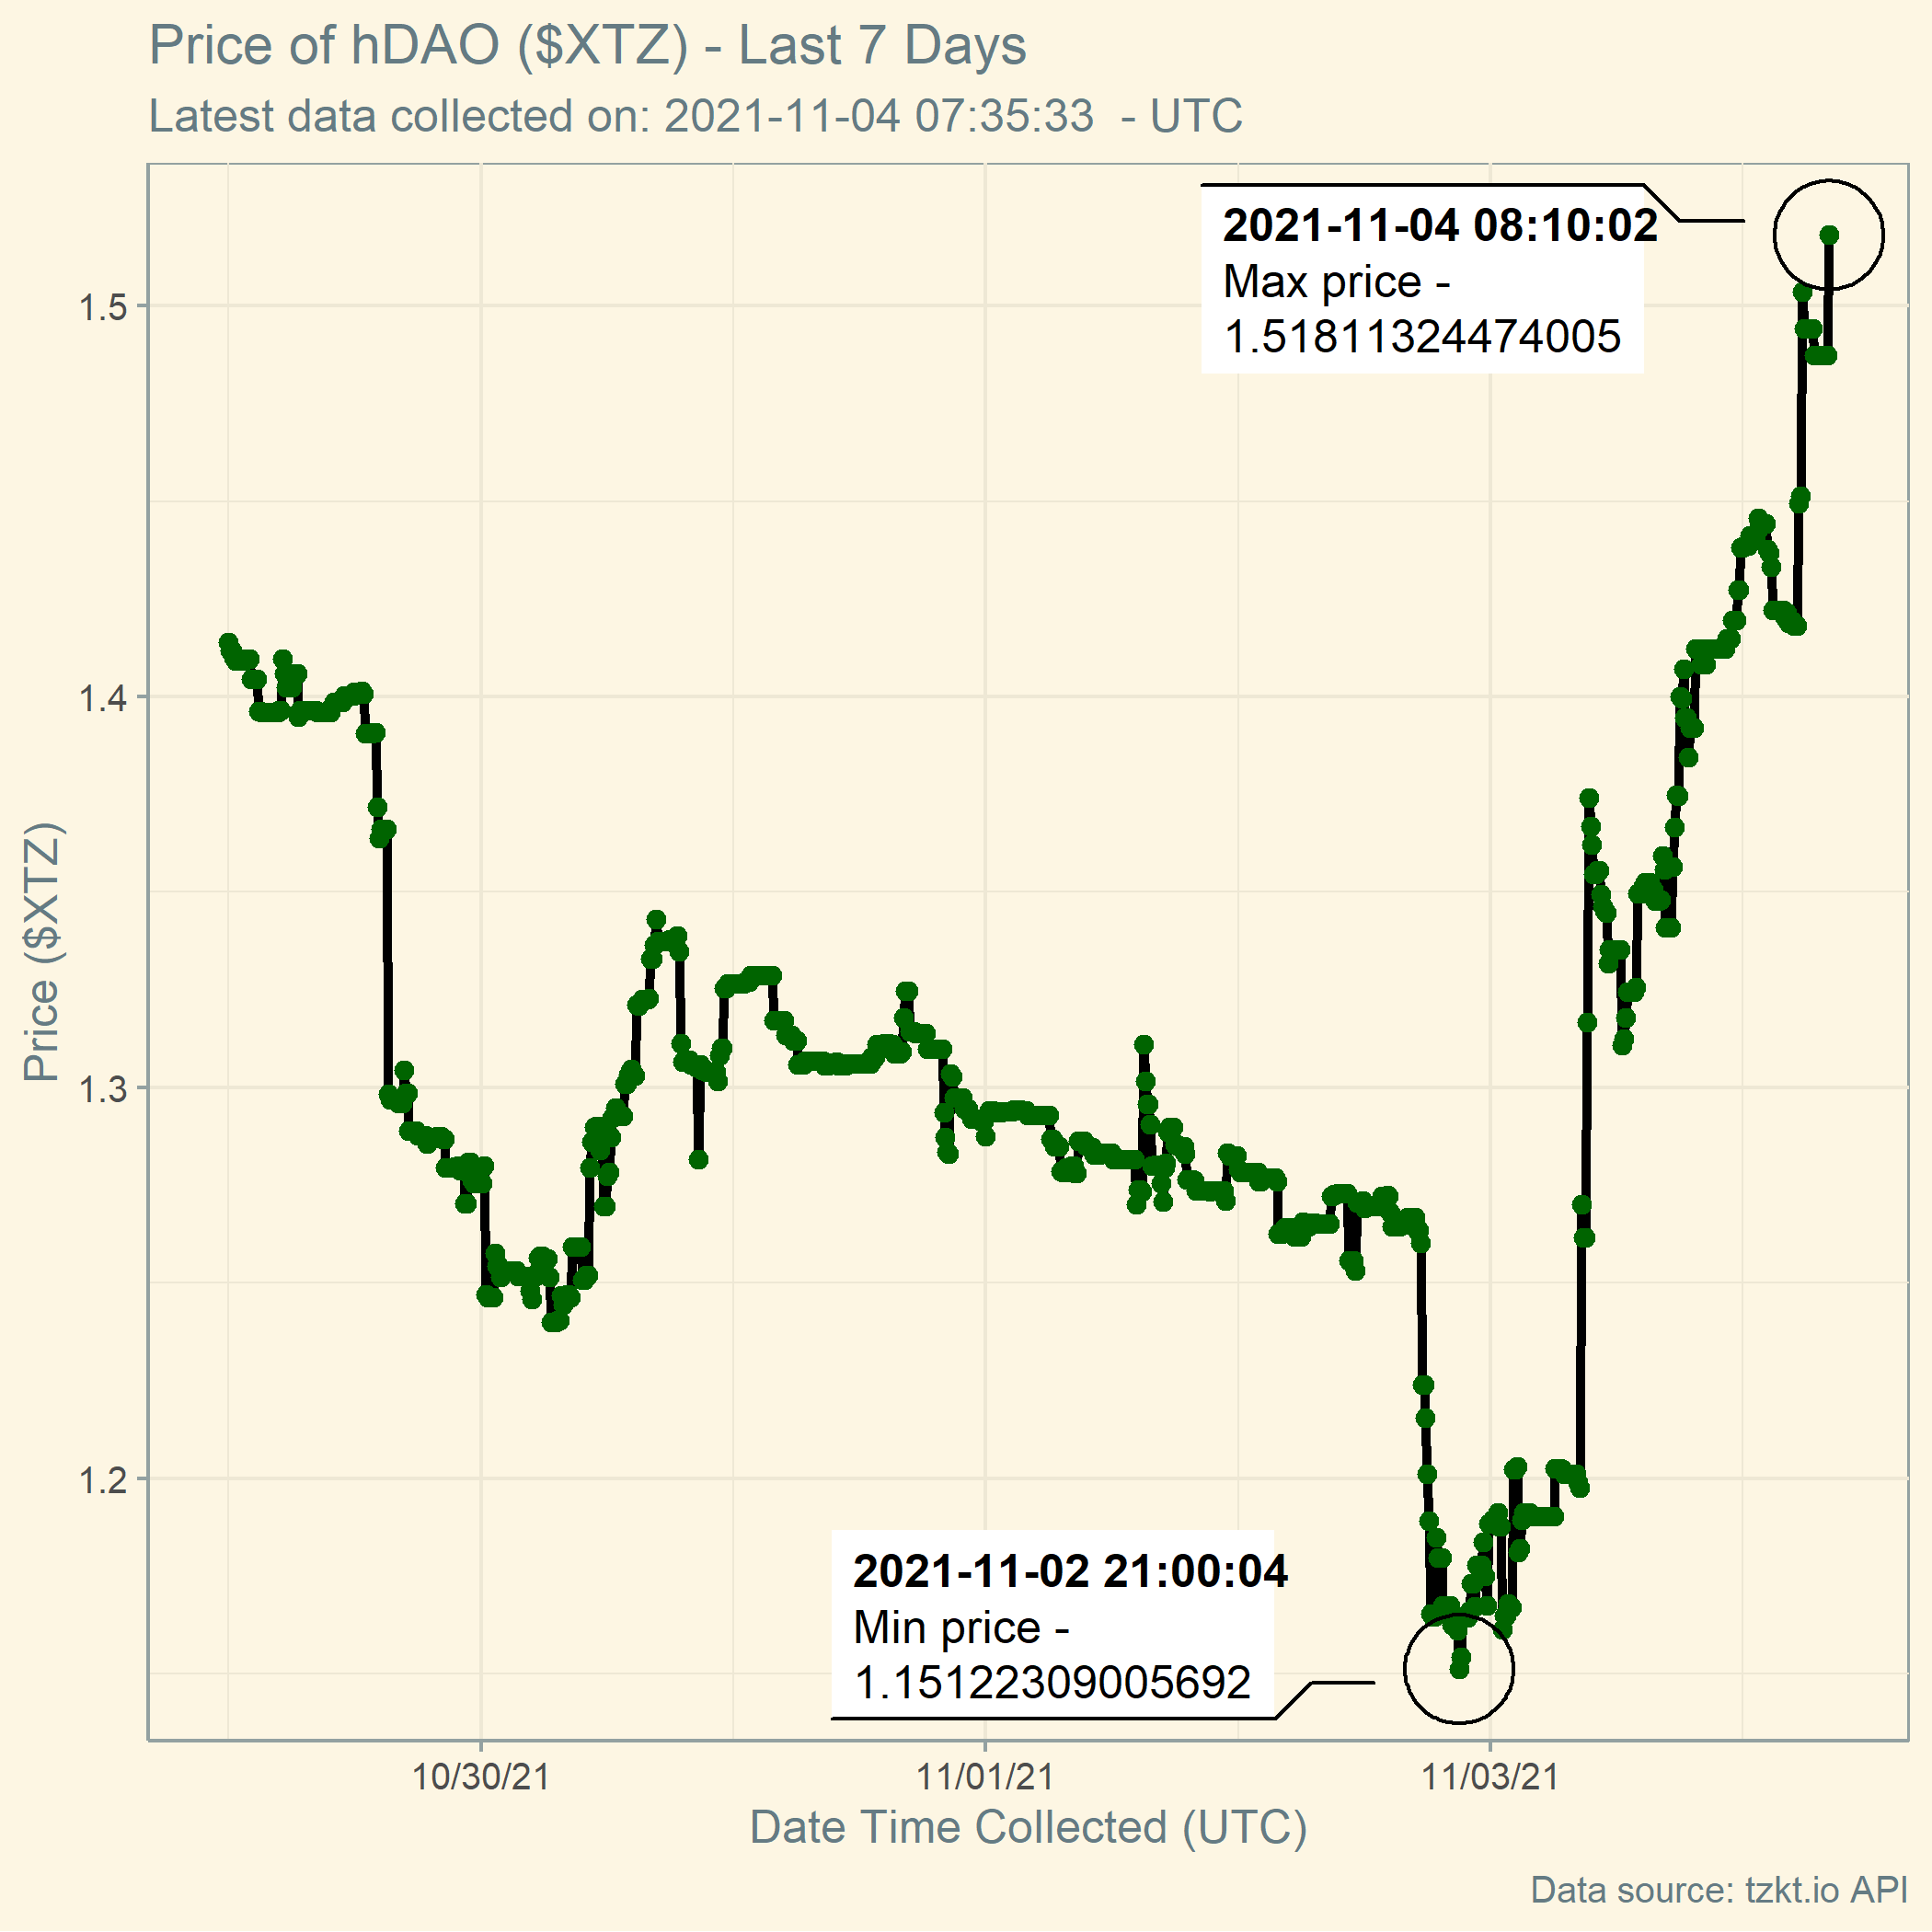 Price of hDAO ($XTZ) - Last 7 Days
Latest data collected on: 2021-11-04 07:35:33  - UTC
2021-11-04 08:10:02
Max price -
1.51811324474005
1.5
1.4
Price ($XTZ)
1.3
1.2
2021-11-02 21:00:04
Min price -
1.15122309005692
10/30/21
11/01/21
11/03/21
Date Time Collected (UTC)
Data source: tzkt.io API